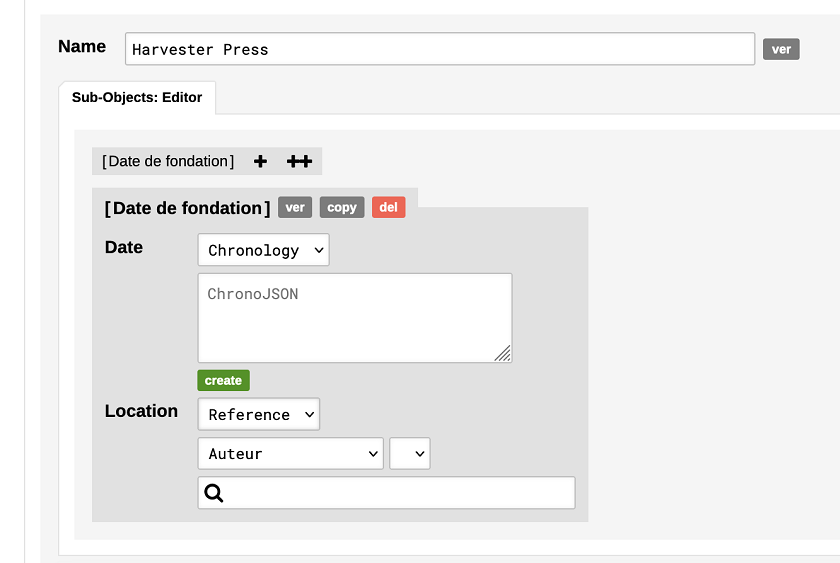 Name Harvester Press ver
Sub-Objects: Editor
[Date de fondation] + ++
[Date de fondation] ver copy del
Date Chronology
ChronoJSON
create
Location Reference
Auteur